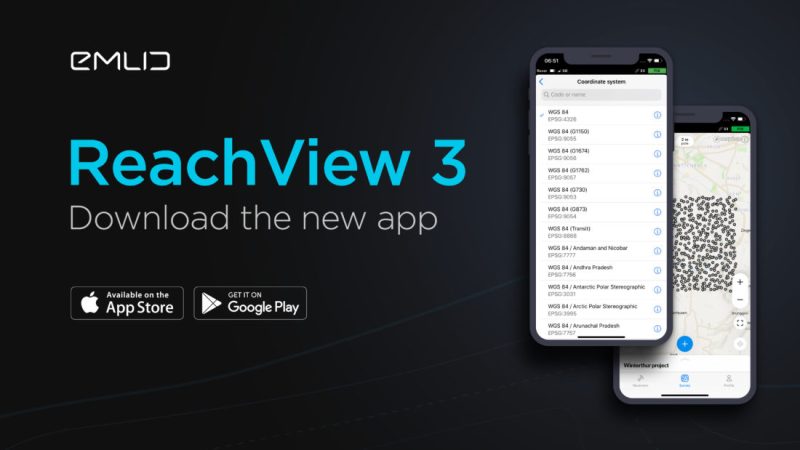 EMLID
ReachView 3
Download the new app
Available on the
App Store
GET IT ON
Google Play
06:51
Coordinate system
Code or name
WGS 84
EPSG:4326
WGS 84 (G1150)
EPSG:9055
WGS 84 (G1674)
EPSG:9056
WGS 84 (G1762)
EPSG:9057
WGS 84 (G730)
EPSG:9053
WGS 84 (G873)
EPSG:9054
WGS 84 (Transit)
EPSG:8888
WGS 84 / Andaman and Nicobar
EPSG:7777
WGS 84 / Andhra Pradesh
EPSG:7756
WGS 84 / Antarctic Polar Stereographic
EPSG:3031
WGS 84 / Arctic Polar Stereographic
EPSG:3995
WGS 84 / Arunachal Pradesh
EPSG:7757
Winterthur project
Survey
Profile